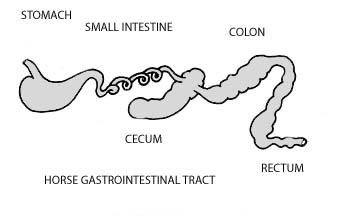 STOMACH
SMALL INTESTINE
COLON
CECUM
RECTUM
HORSE GASTROINTESTINAL TRACT